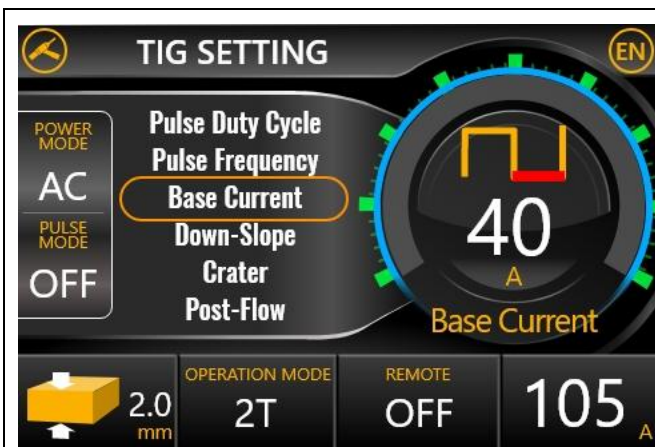 TIG SETTING
EN
POWER
MODE
AC
PULSE
MODE
OFF
Pulse Duty Cycle
Pulse Frequency
Base Current
Down-Slope
Crater
Post-Flow
40
A
Base Current
2.0
mm
OPERATION MODE
2T
REMOTE
OFF
105 A